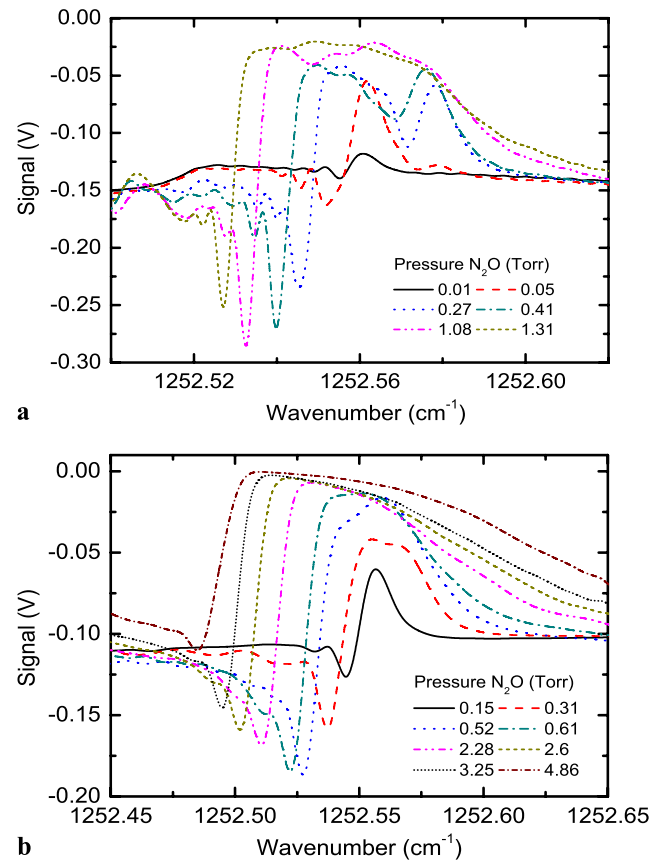 a
0.00
-0.05
-0.10
-0.15
-0.20
-0.25
-0.30
Signal (V)
Pressure N₂O (Torr)
0.01 0.05
0.27 0.41
1.08 1.31
1252.52 1252.56 1252.60
Wavenumber (cm⁻¹)
b
0.00
-0.05
-0.10
-0.15
-0.20
Signal (V)
Pressure N₂O (Torr)
0.15 0.31
0.52 0.61
2.28 2.6
3.25 4.86
1252.45 1252.50 1252.55 1252.60 1252.65
Wavenumber (cm⁻¹)